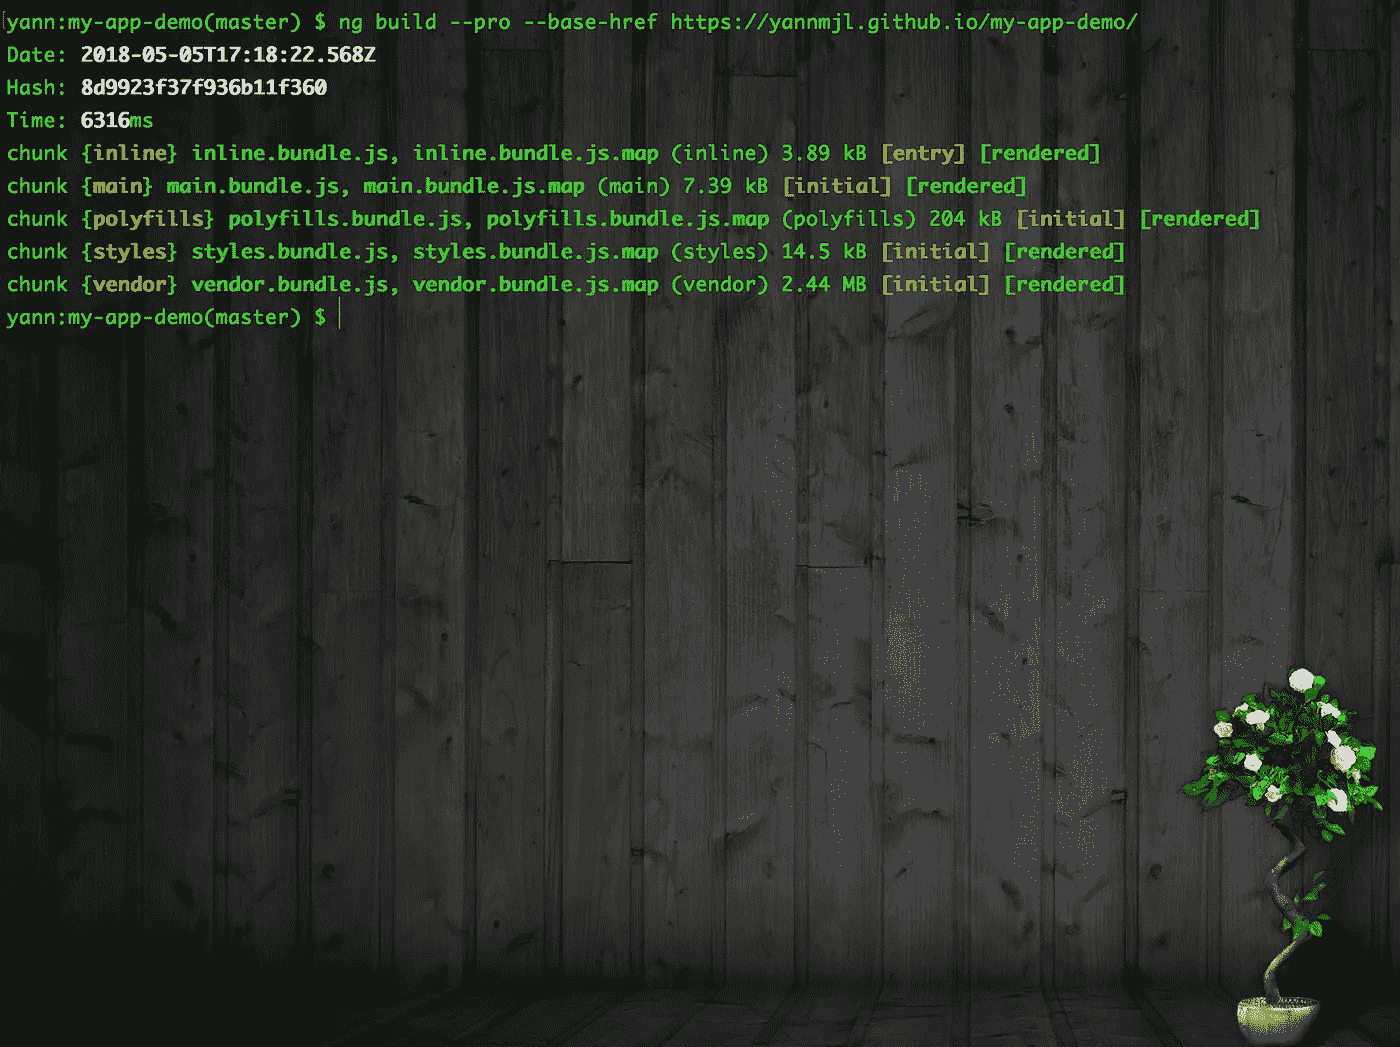 yann:my-app-demo(master) $ ng build --pro --base-href https://yannmjl.github.io/my-app-demo/
Date: 2018-05-05T17:18:22.568Z
Hash: 8d9923f37f936b11f360
Time: 6316ms
chunk {inline} inline.bundle.js, inline.bundle.js.map (inline) 3.89 kB [entry] [rendered]
chunk {main} main.bundle.js, main.bundle.js.map (main) 7.39 kB [initial] [rendered]
chunk {polyfills} polyfills.bundle.js, polyfills.bundle.js.map (polyfills) 204 kB [initial] [rendered]
chunk {styles} styles.bundle.js, styles.bundle.js.map (styles) 14.5 kB [initial] [rendered]
chunk {vendor} vendor.bundle.js, vendor.bundle.js.map (vendor) 2.44 MB [initial] [rendered]
yann:my-app-demo(master) $